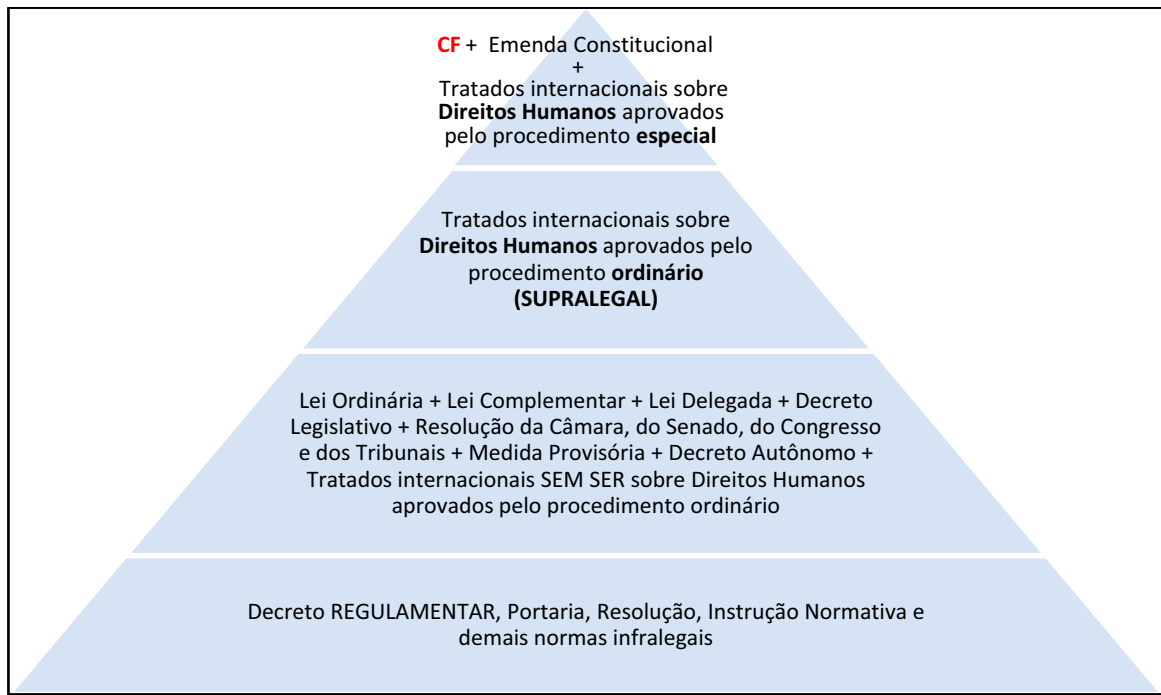 CF + Emenda Constitucional
+
Tratados internacionais sobre
Direitos Humanos aprovados
pelo procedimento especial
Tratados internacionais sobre
Direitos Humanos aprovados pelo
procedimento ordinário
(SUPRALEGAL)
Lei Ordinária + Lei Complementar + Lei Delegada + Decreto
Legislativo + Resolução da Câmara, do Senado, do Congresso
e dos Tribunais + Medida Provisória + Decreto Autônomo +
Tratados internacionais SEM SER sobre Direitos Humanos
aprovados pelo procedimento ordinário
Decreto REGULAMENTAR, Portaria, Resolução, Instrução Normativa e
demais normas infralegais